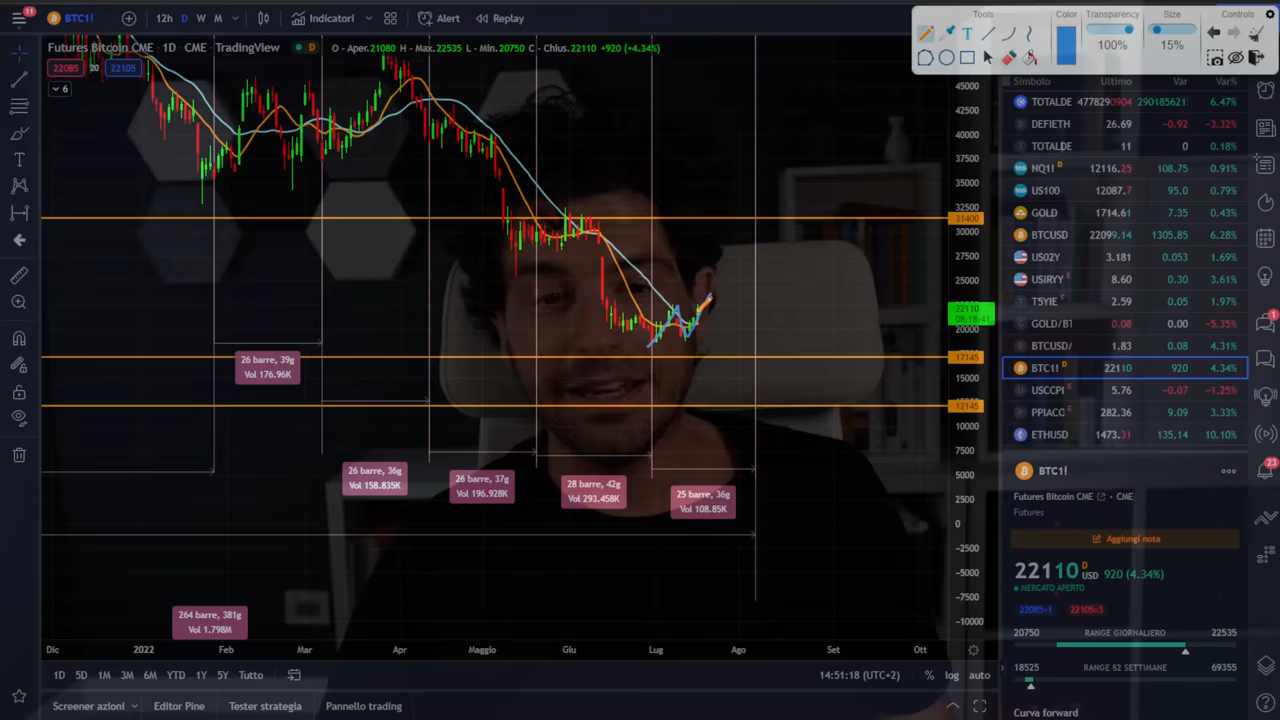 11
BTC1!
12h D W M
Indicatori
Alert
Replay
Tools
Color
Transparency
Size
Controls
100%
15%
Futures Bitcoin CME · 1D · CME · TradingView
D
O - Aper.21080 H - Max.22535 L - Min.20750 C - Chius.22110 +920 (+4.34%)
22085 20 22105
6
45000
42500
40000
37500
35000
32500
31400
30000
27500
25000
22110
08:18:41
20000
17145
15000
12145
10000
7500
5000
2500
0
−2500
−5000
−7500
−10000
26 barre, 39g
Vol 176.96K
26 barre, 36g
Vol 158.835K
26 barre, 37g
Vol 196.928K
28 barre, 42g
Vol 293.458K
25 barre, 36g
Vol 108.85K
264 barre, 381g
Vol 1.798M
Dic 2022 Feb Mar Apr Maggio Giu Lug Ago Set Ott
1D 5D 1M 3M 6M YTD 1Y 5Y Tutto
14:51:18 (UTC+2)
% log auto
Screener azioni
Editor Pine
Tester strategia
Pannello trading
Simbolo Ultimo Var Var%
TOTALDE 4778290904 290185621 6.47%
DEFIETH 26.69 −0.92 −3.32%
TOTALDE 11 0 0.18%
NQ1! D 12116.25 108.75 0.91%
US100 12087.7 95.0 0.79%
GOLD 1714.61 7.35 0.43%
BTCUSD 22099.14 1305.85 6.28%
US02Y 3.181 0.053 1.69%
USIRYY E 8.60 0.30 3.61%
T5YIE E 2.59 0.05 1.97%
GOLD/BT 0.08 0.00 −5.35%
BTCUSD/ 1.83 0.08 4.31%
BTC1! D 22110 920 4.34%
USCCPI E 5.76 −0.07 −1.25%
PPIACO E 282.36 9.09 3.33%
ETHUSD 1473.31 135.14 10.10%
BTC1!
Futures Bitcoin CME • CME
Futures
Aggiungi nota
22110 D USD 920 (4.34%)
MERCATO APERTO
22085×1 22105×3
20750 RANGE GIORNALIERO 22535
18525 RANGE 52 SETTIMANE 69355
Curva forward
1
23